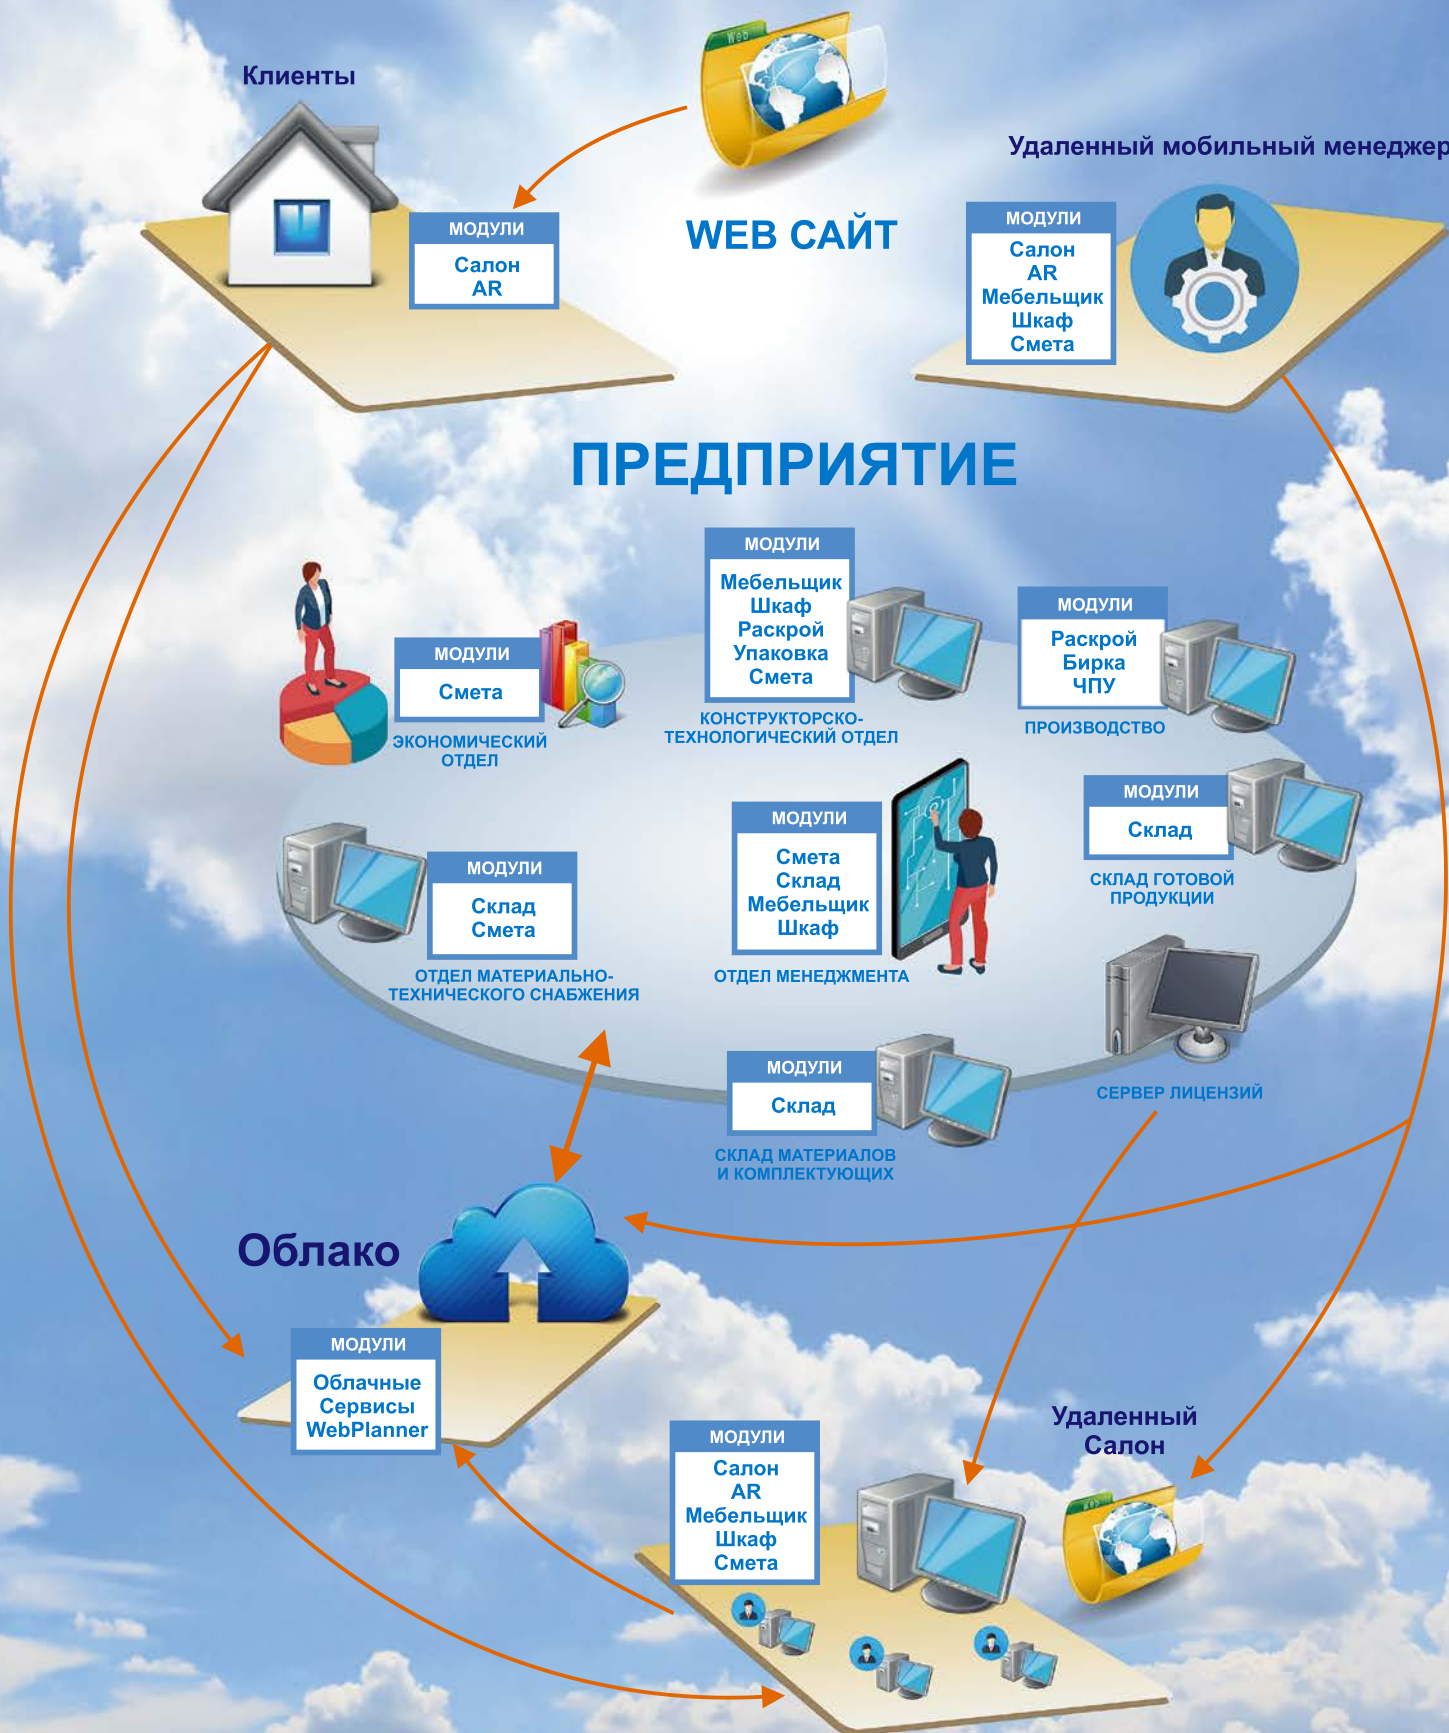 Клиенты
Web
Удаленный мобильный менеджер
МОДУЛИ
Салон
AR
WEB САЙТ
МОДУЛИ
Салон
AR
Мебельщик
Шкаф
Смета
ПРЕДПРИЯТИЕ
МОДУЛИ
Смета
ЭКОНОМИЧЕСКИЙ
ОТДЕЛ
МОДУЛИ
Мебельщик
Шкаф
Раскрой
Упаковка
Смета
КОНСТРУКТОРСКО-
ТЕХНОЛОГИЧЕСКИЙ ОТДЕЛ
МОДУЛИ
Раскрой
Бирка
ЧПУ
ПРОИЗВОДСТВО
МОДУЛИ
Склад
Смета
ОТДЕЛ МАТЕРИАЛЬНО-
ТЕХНИЧЕСКОГО СНАБЖЕНИЯ
МОДУЛИ
Смета
Склад
Мебельщик
Шкаф
ОТДЕЛ МЕНЕДЖМЕНТА
МОДУЛИ
Склад
СКЛАД ГОТОВОЙ
ПРОДУКЦИИ
МОДУЛИ
Склад
СКЛАД МАТЕРИАЛОВ
И КОМПЛЕКТУЮЩИХ
СЕРВЕР ЛИЦЕНЗИЙ
Облако
МОДУЛИ
Облачные
Сервисы
WebPlanner
МОДУЛИ
Салон
AR
Мебельщик
Шкаф
Смета
Удаленный
Салон
Web